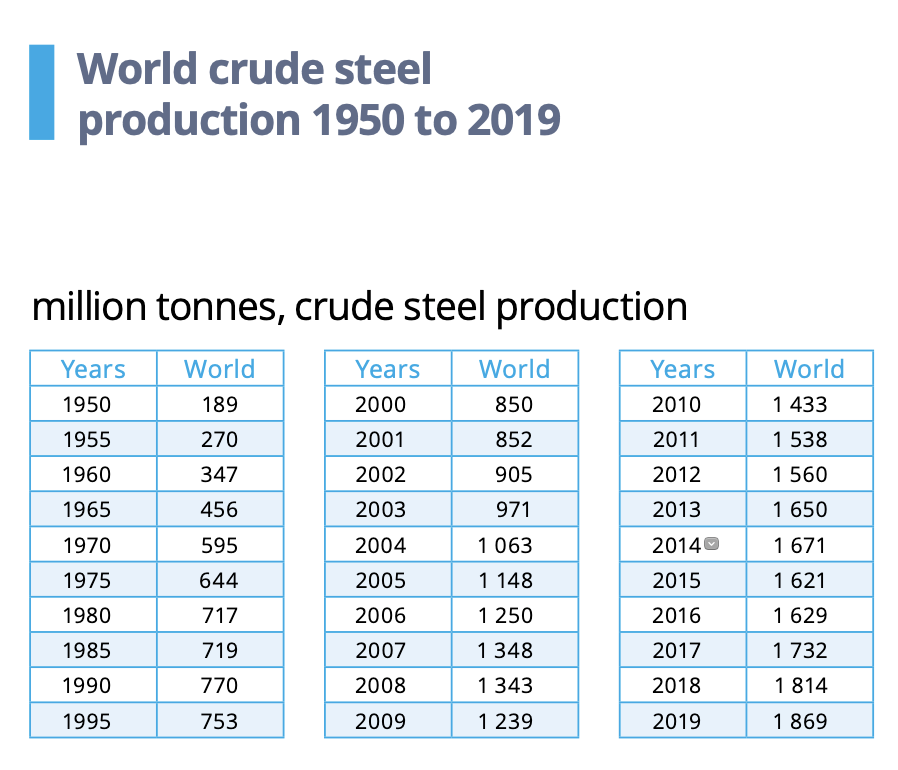 World crude steel
production 1950 to 2019
million tonnes, crude steel production
Years World Years World Years World
1950 189 2000 850 2010 1 433
1955 270 2001 852 2011 1 538
1960 347 2002 905 2012 1 560
1965 456 2003 971 2013 1 650
1970 595 2004 1 063 2014 1 671
1975 644 2005 1 148 2015 1 621
1980 717 2006 1 250 2016 1 629
1985 719 2007 1 348 2017 1 732
1990 770 2008 1 343 2018 1 814
1995 753 2009 1 239 2019 1 869